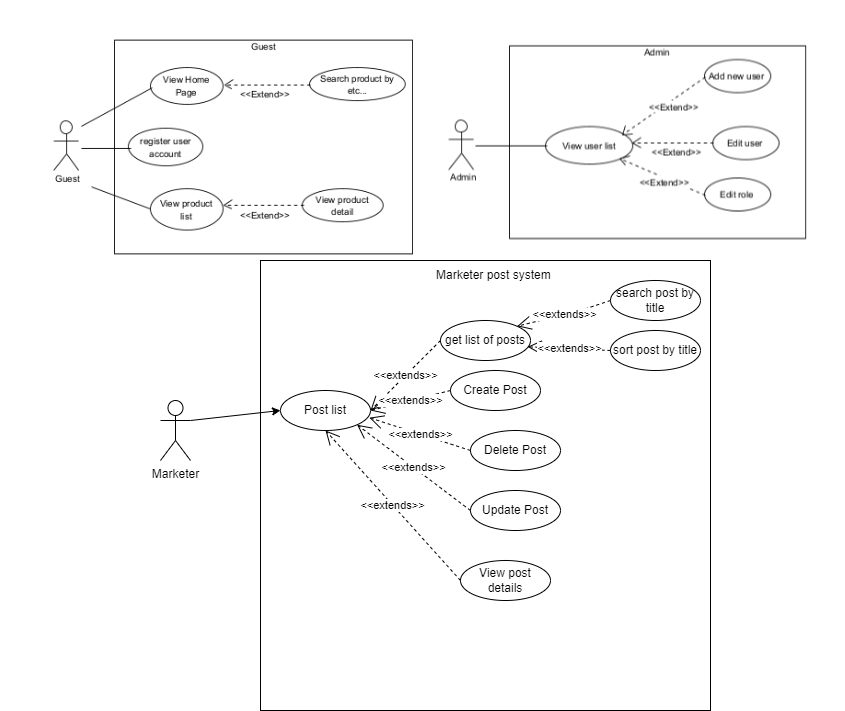 Guest
View Home
Page
<<Extend>>
Search product by
etc...
register user
account
Guest
View product
list
<<Extend>>
View product
detail
Admin
Add new user
<<Extend>>
View user list
Edit user
<<Extend>>
Admin
<<Extend>>
Edit role
Marketer post system
search post by
title
<<extends>>
get list of posts
<<extends>>
sort post by title
<<extends>>
Create Post
<<extends>>
Post list
<<extends>>
Delete Post
Marketer
<<extends>>
Update Post
<<extends>>
View post
details